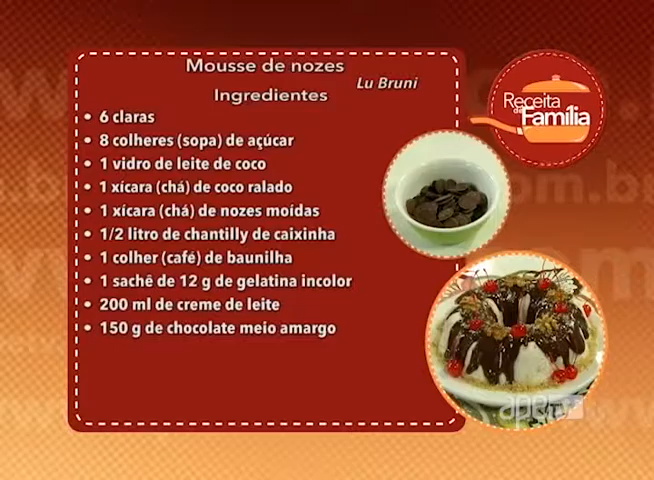 Mousse de nozes
Lu Bruni
Ingredientes
• 6 claras
• 8 colheres (sopa) de açúcar
• 1 vidro de leite de coco
• 1 xícara (chá) de coco ralado
• 1 xícara (chá) de nozes moídas
• 1/2 litro de chantilly de caixinha
• 1 colher (café) de baunilha
• 1 sachê de 12 g de gelatina incolor
• 200 ml de creme de leite
• 150 g de chocolate meio amargo
Receita
da Família